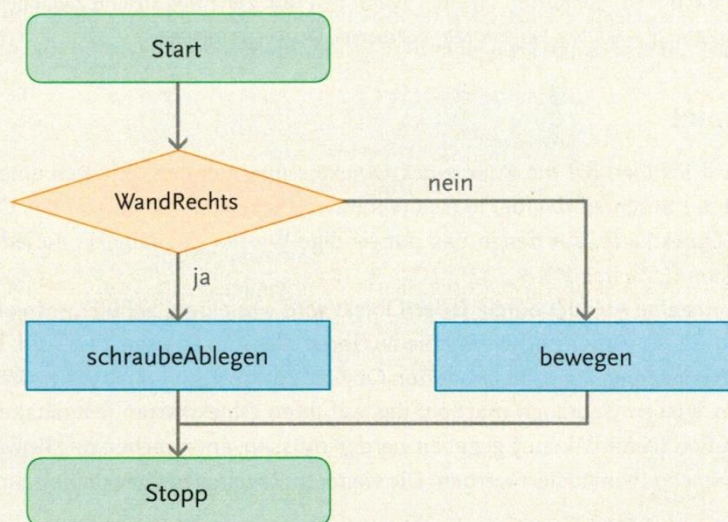 Start
WandRechts
nein
ja
schraubeAblegen
bewegen
Stopp